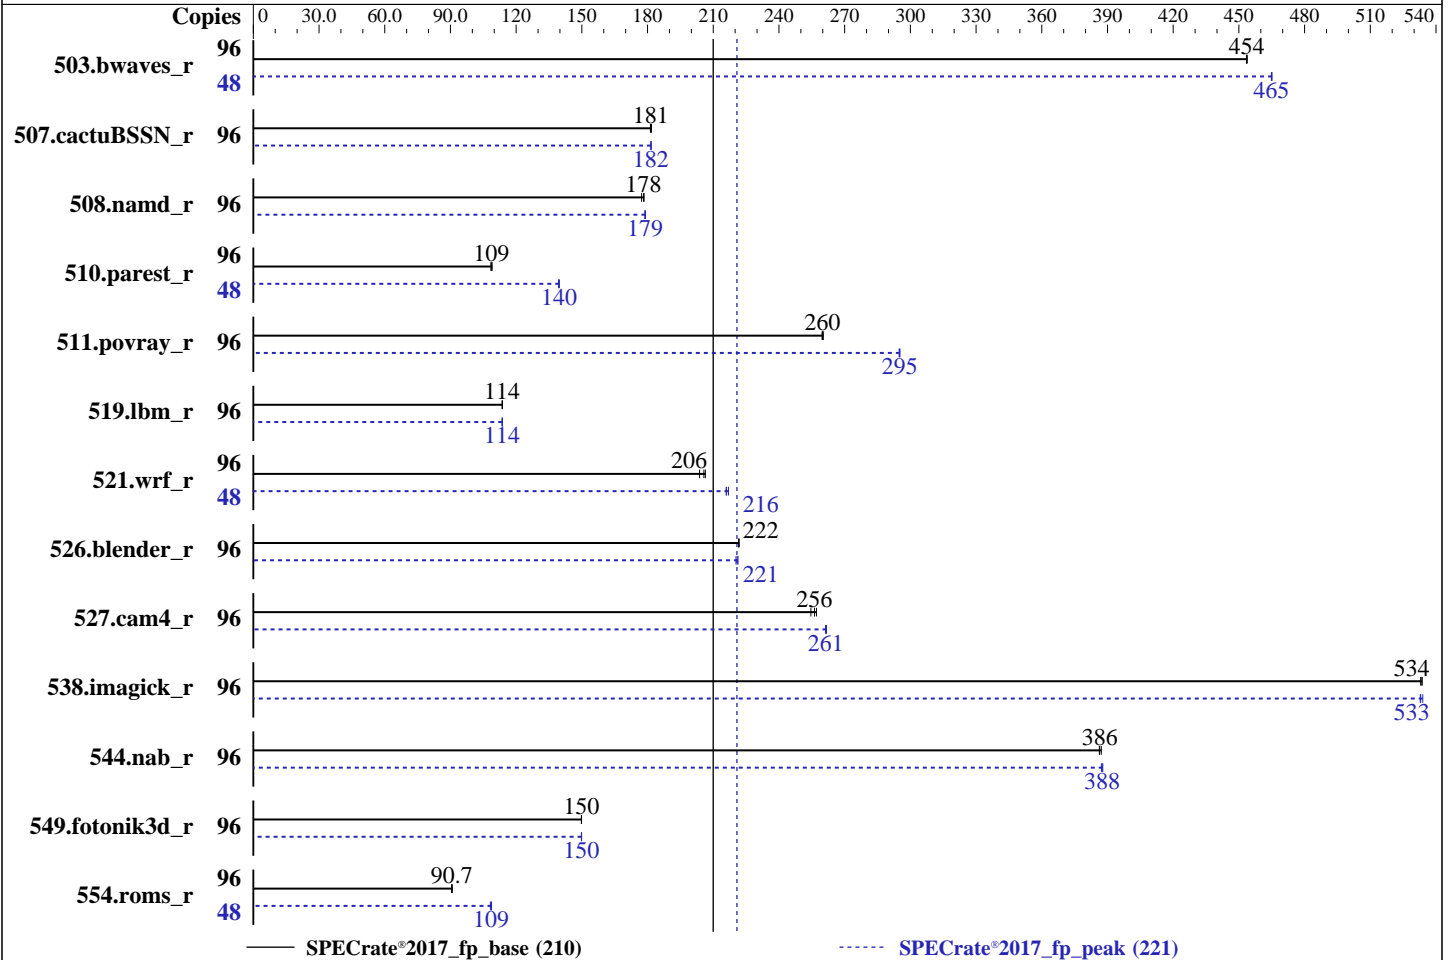 Copies 0 30.0 60.0 90.0 120 150 180 210 240 270 300 330 360 390 420 450 480 510 540
503.bwaves_r 96 454
48 465
507.cactuBSSN_r 96 181
182
508.namd_r 96 178
179
510.parest_r 96 109
48 140
511.povray_r 96 260
295
519.lbm_r 96 114
114
521.wrf_r 96 206
48 216
526.blender_r 96 222
221
527.cam4_r 96 256
261
538.imagick_r 96 534
533
544.nab_r 96 386
388
549.fotonik3d_r 96 150
150
554.roms_r 96 90.7
48 109
SPECrate®2017_fp_base (210) SPECrate®2017_fp_peak (221)